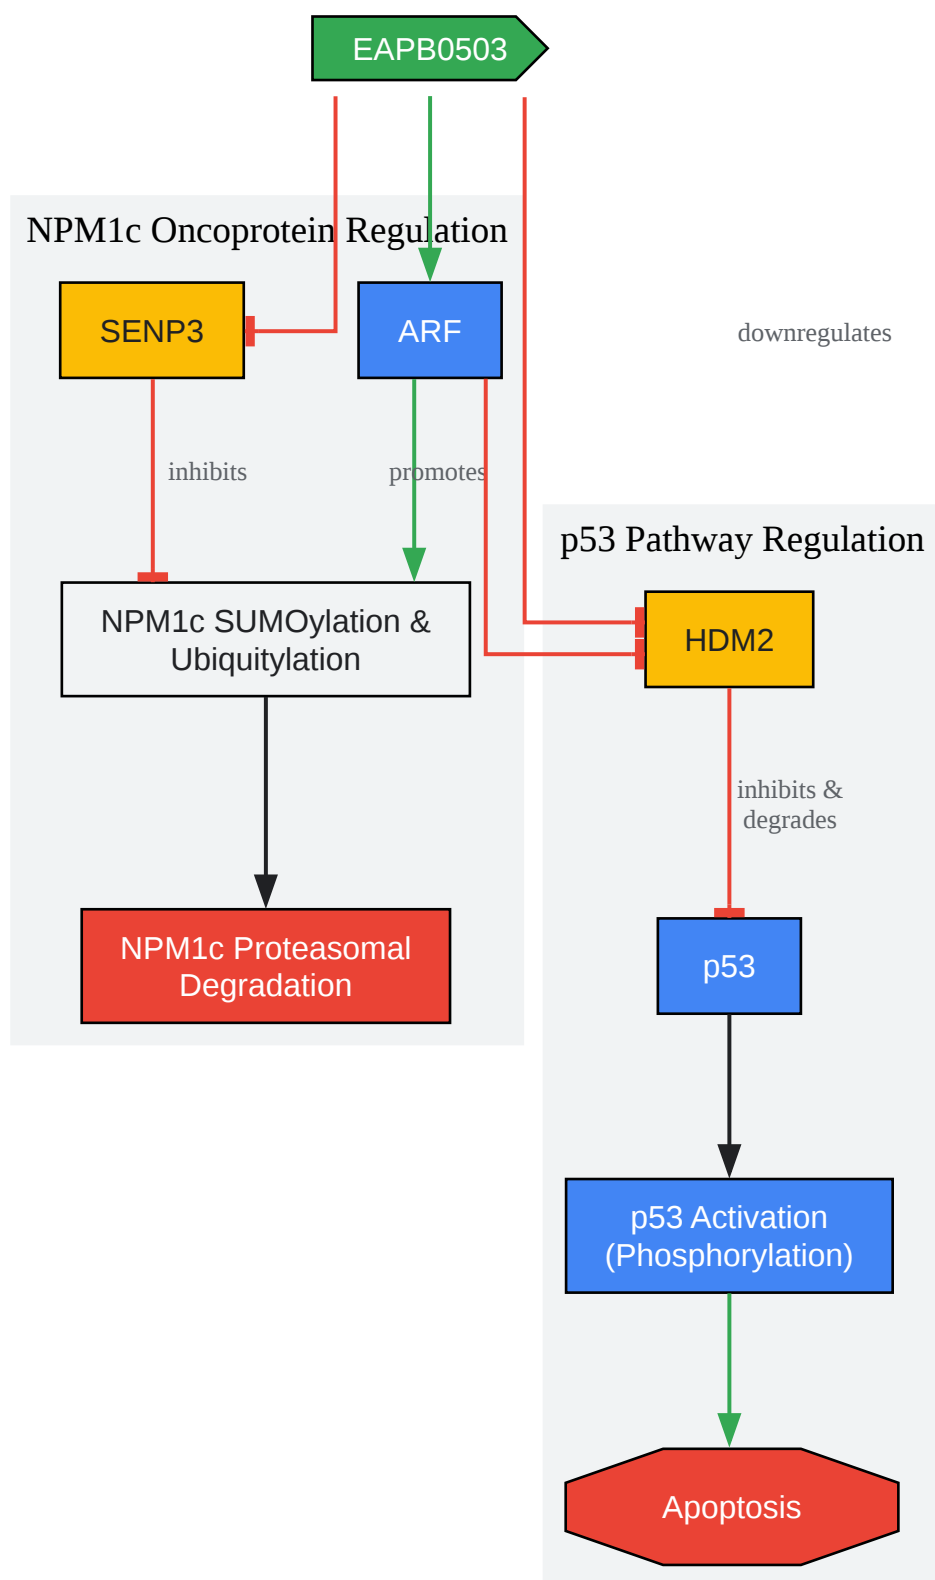 EAPB0503
NPM1c Oncoprotein Regulation
SENP3
ARF
downregulates
inhibits
promotes
p53 Pathway Regulation
NPM1c SUMOylation &
Ubiquitylation
HDM2
inhibits &
degrades
NPM1c Proteasomal
Degradation
p53
p53 Activation
(Phosphorylation)
Apoptosis